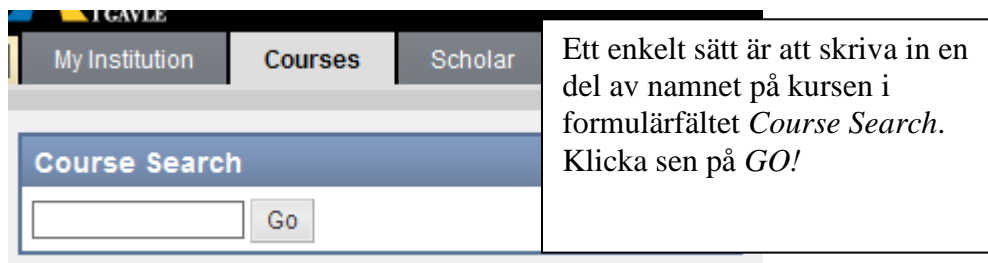 My Institution Courses Scholar
Course Search
Go
Ett enkelt sätt är att skriva in en
del av namnet på kursen i
formulärfältet Course Search.
Klicka sen på GO!